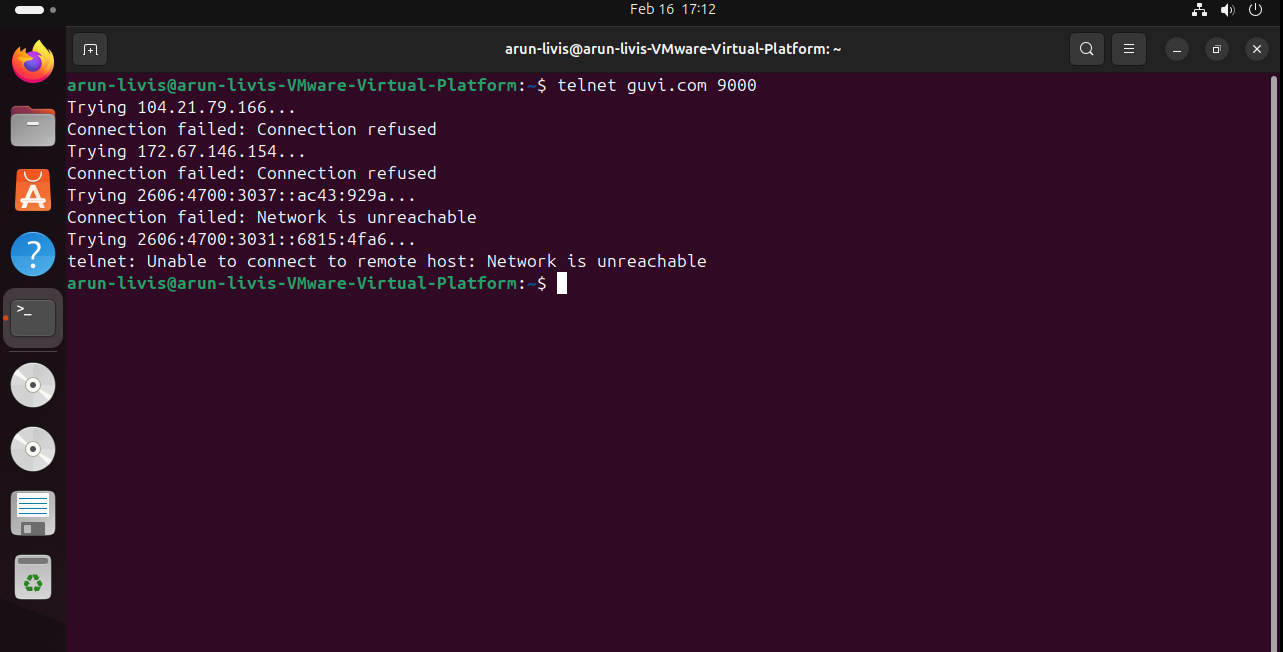 Feb 16 17:12
arun-livis@arun-livis-VMware-Virtual-Platform: ~
arun-livis@arun-livis-VMware-Virtual-Platform:~$ telnet guvi.com 9000
Trying 104.21.79.166...
Connection failed: Connection refused
Trying 172.67.146.154...
Connection failed: Connection refused
Trying 2606:4700:3037::ac43:929a...
Connection failed: Network is unreachable
Trying 2606:4700:3031::6815:4fa6...
telnet: Unable to connect to remote host: Network is unreachable
arun-livis@arun-livis-VMware-Virtual-Platform:~$